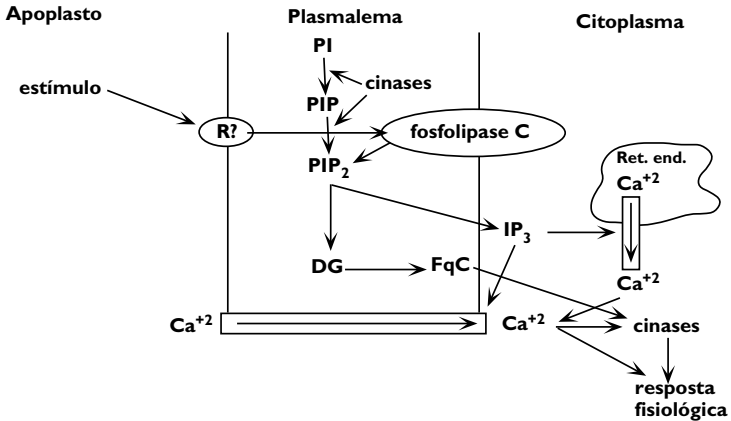 Apoplasto
Plasmalema
Citoplasma
PI
estímulo
cinases
PIP
R?
fosfolipase C
PIP2
Ret. end.
Ca+2
IP3
DG
FqC
Ca+2
Ca+2
Ca+2
cinases
resposta
fisiológica